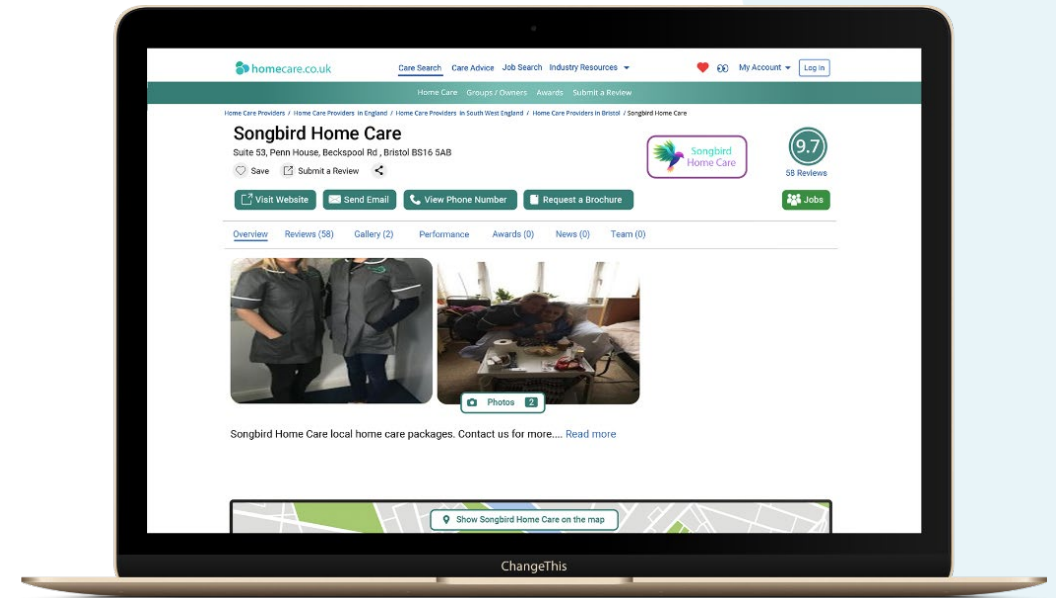 homecare.co.uk
Care Search Care Advice Job Search Industry Resources My Account Log In
Home Care Groups / Owners Awards Submit a Review
Home Care Providers / Home Care Providers in England / Home Care Providers in South West England / Home Care Providers in Bristol / Songbird Home Care
Songbird Home Care
Suite 53, Penn House, Beckspool Rd , Bristol BS16 5AB
Save Submit a Review
Songbird
Home Care
9.7
58 Reviews
Visit Website Send Email View Phone Number Request a Brochure Jobs
Overview Reviews (58) Gallery (2) Performance Awards (0) News (0) Team (0)
Photos 2
Songbird Home Care local home care packages. Contact us for more.... Read more
Show Songbird Home Care on the map
ChangeThis